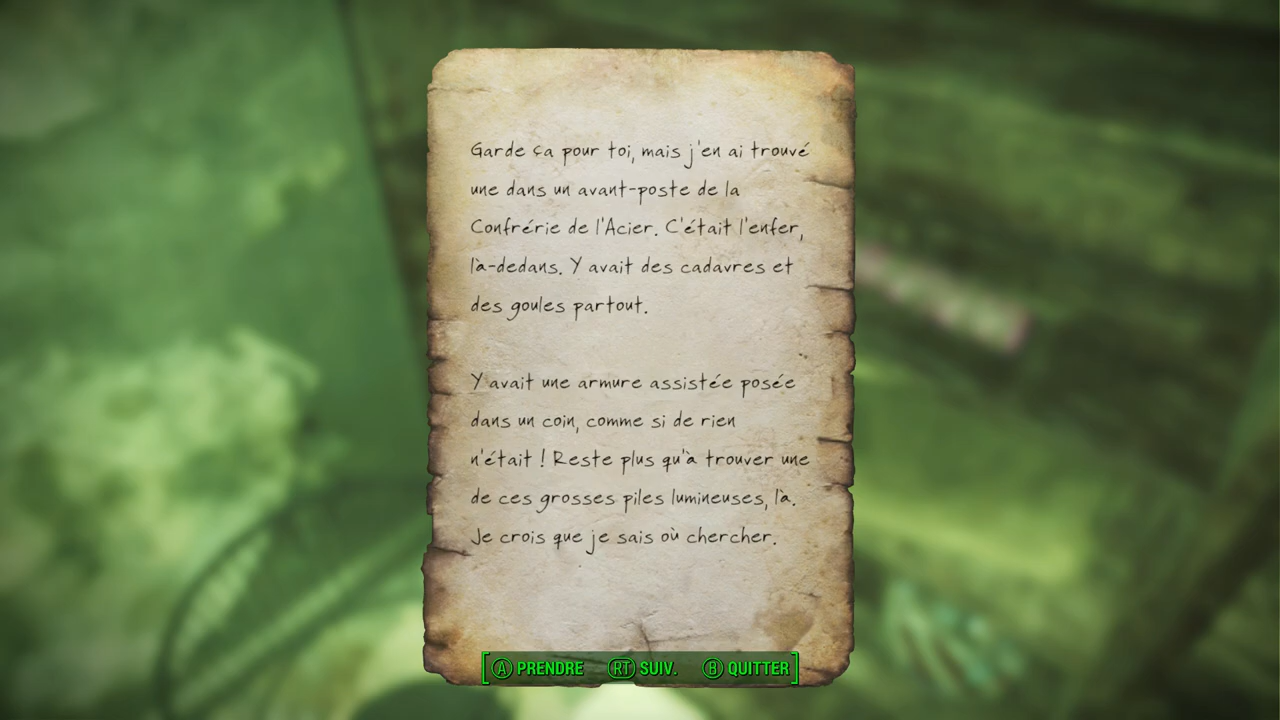 Garde ça pour toi, mais j'en ai trouvé
une dans un avant-poste de la
Confrérie de l'Acier. C'était l'enfer,
là-dedans. Y avait des cadavres et
des goules partout.
Y avait une armure assistée posée
dans un coin, comme si de rien
n'était ! Reste plus qu'à trouver une
de ces grosses piles lumineuses, là.
Je crois que je sais où chercher.
A PRENDRE RT SUIV. B QUITTER